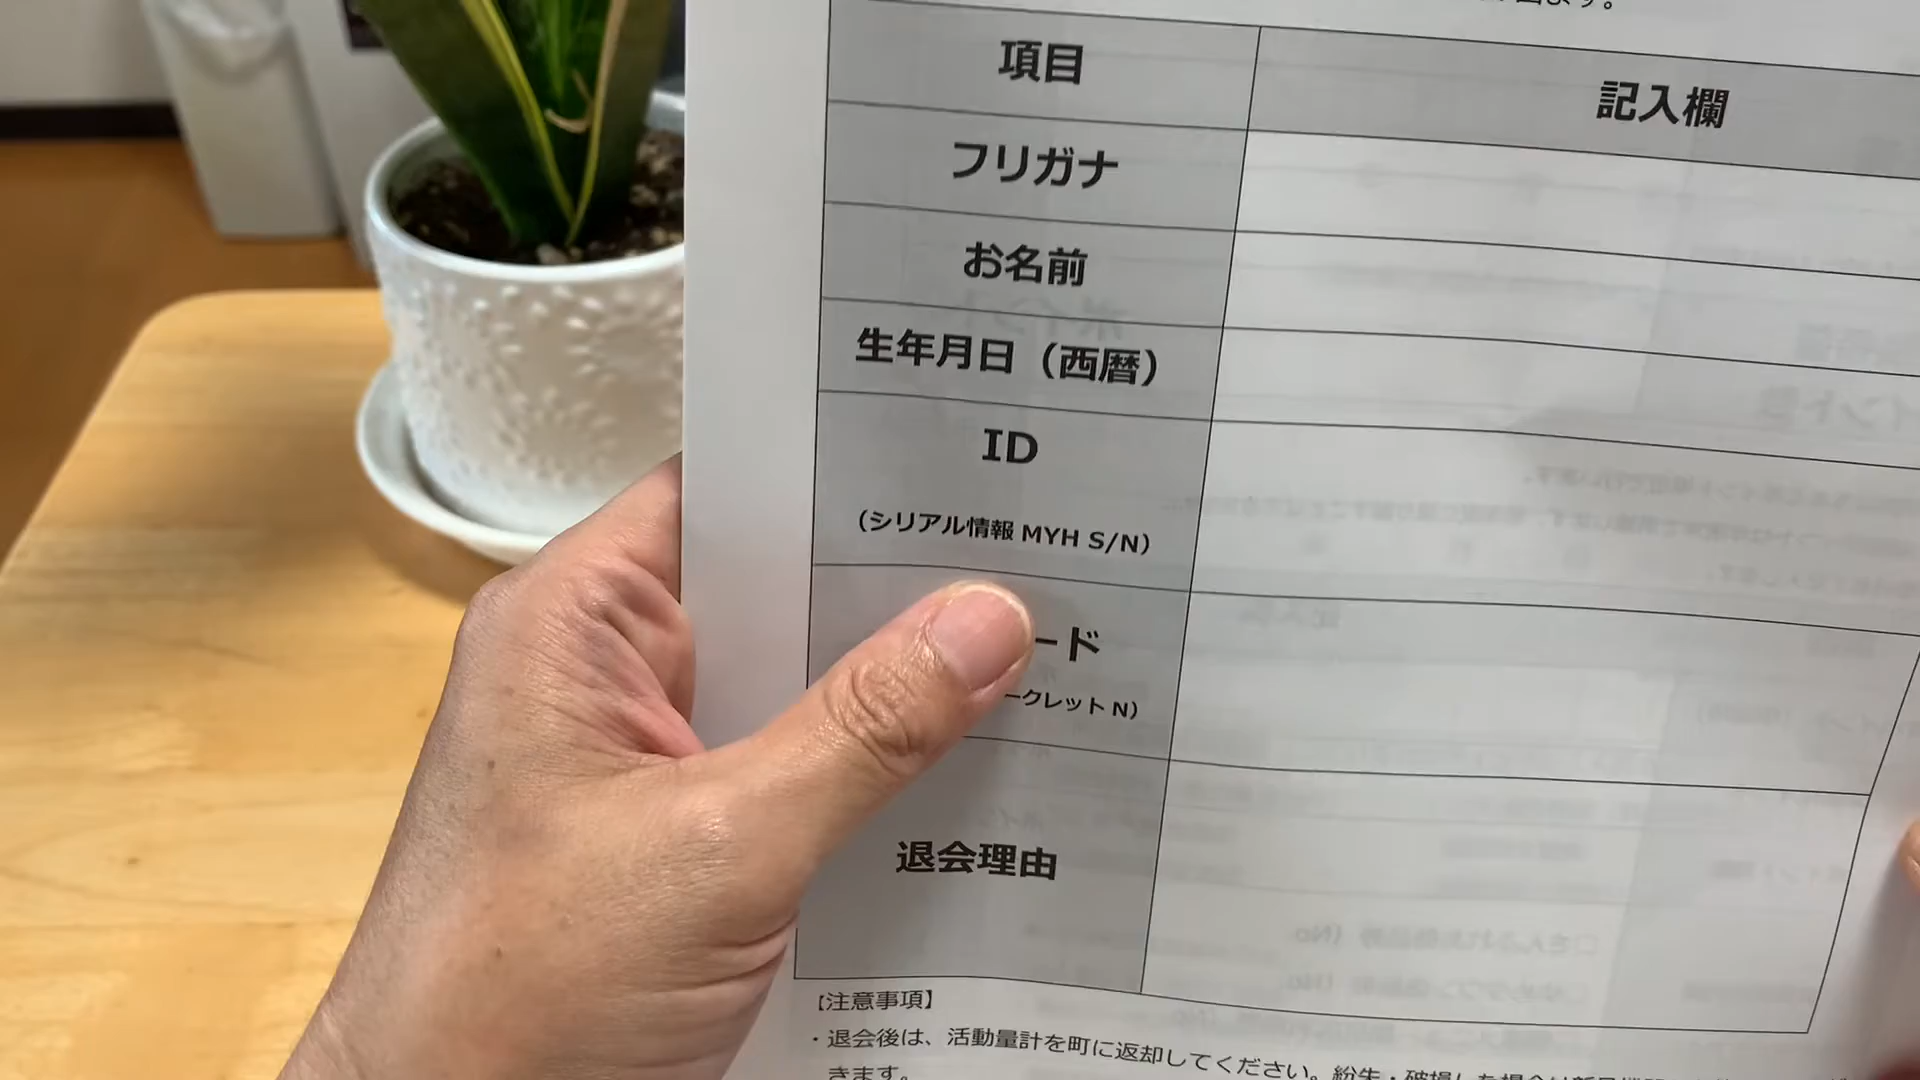 項目
記入欄
フリガナ
お名前
生年月日（西暦）
ID
（シリアル情報 MYH S/N）
ード
ークレット N）
退会理由
【注意事項】
・退会後は、活動量計を町に返却してください。紛失・破損した場合は
きます。